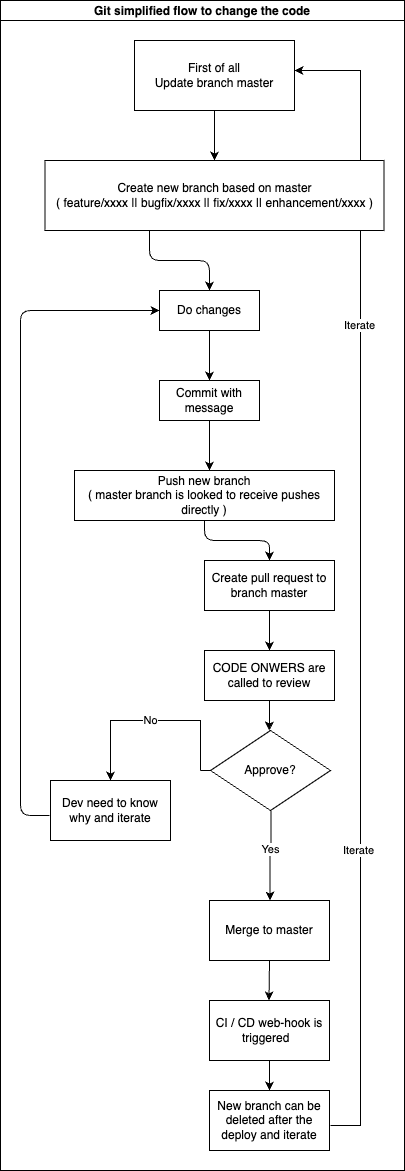 Git simplified flow to change the code
First of all
Update branch master
Create new branch based on master
( feature/xxxx || bugfix/xxxx || fix/xxxx || enhancement/xxxx )
Do changes
Iterate
Commit with
message
Push new branch
( master branch is looked to receive pushes
directly )
Create pull request to
branch master
CODE ONWERS are
called to review
No
Approve?
Dev need to know
why and iterate
Yes
Iterate
Merge to master
CI / CD web-hook is
triggered
New branch can be
deleted after the
deploy and iterate